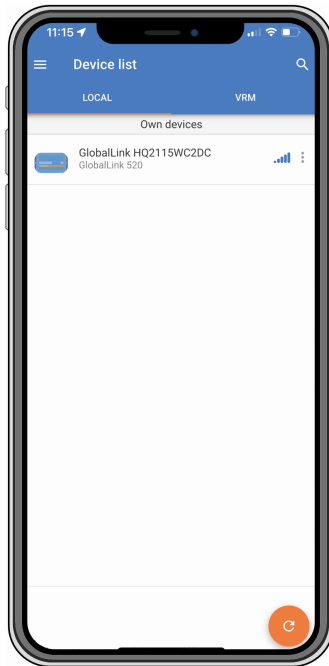 11:15
Device list
LOCAL VRM
Own devices
GlobalLink HQ2115WC2DC
GlobalLink 520